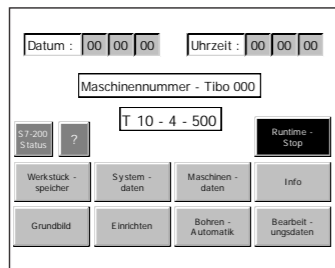 Datum : 00 00 00 Uhrzeit : 00 00 00
Maschinennummer - Tibo 000
T 10 - 4 - 500
S7-200
Status
?
Runtime -
Stop
Werkstück -
speicher
System -
daten
Maschinen -
daten
Info
Grundbild
Einrichten
Bohren -
Automatik
Bearbeit -
ungsdaten